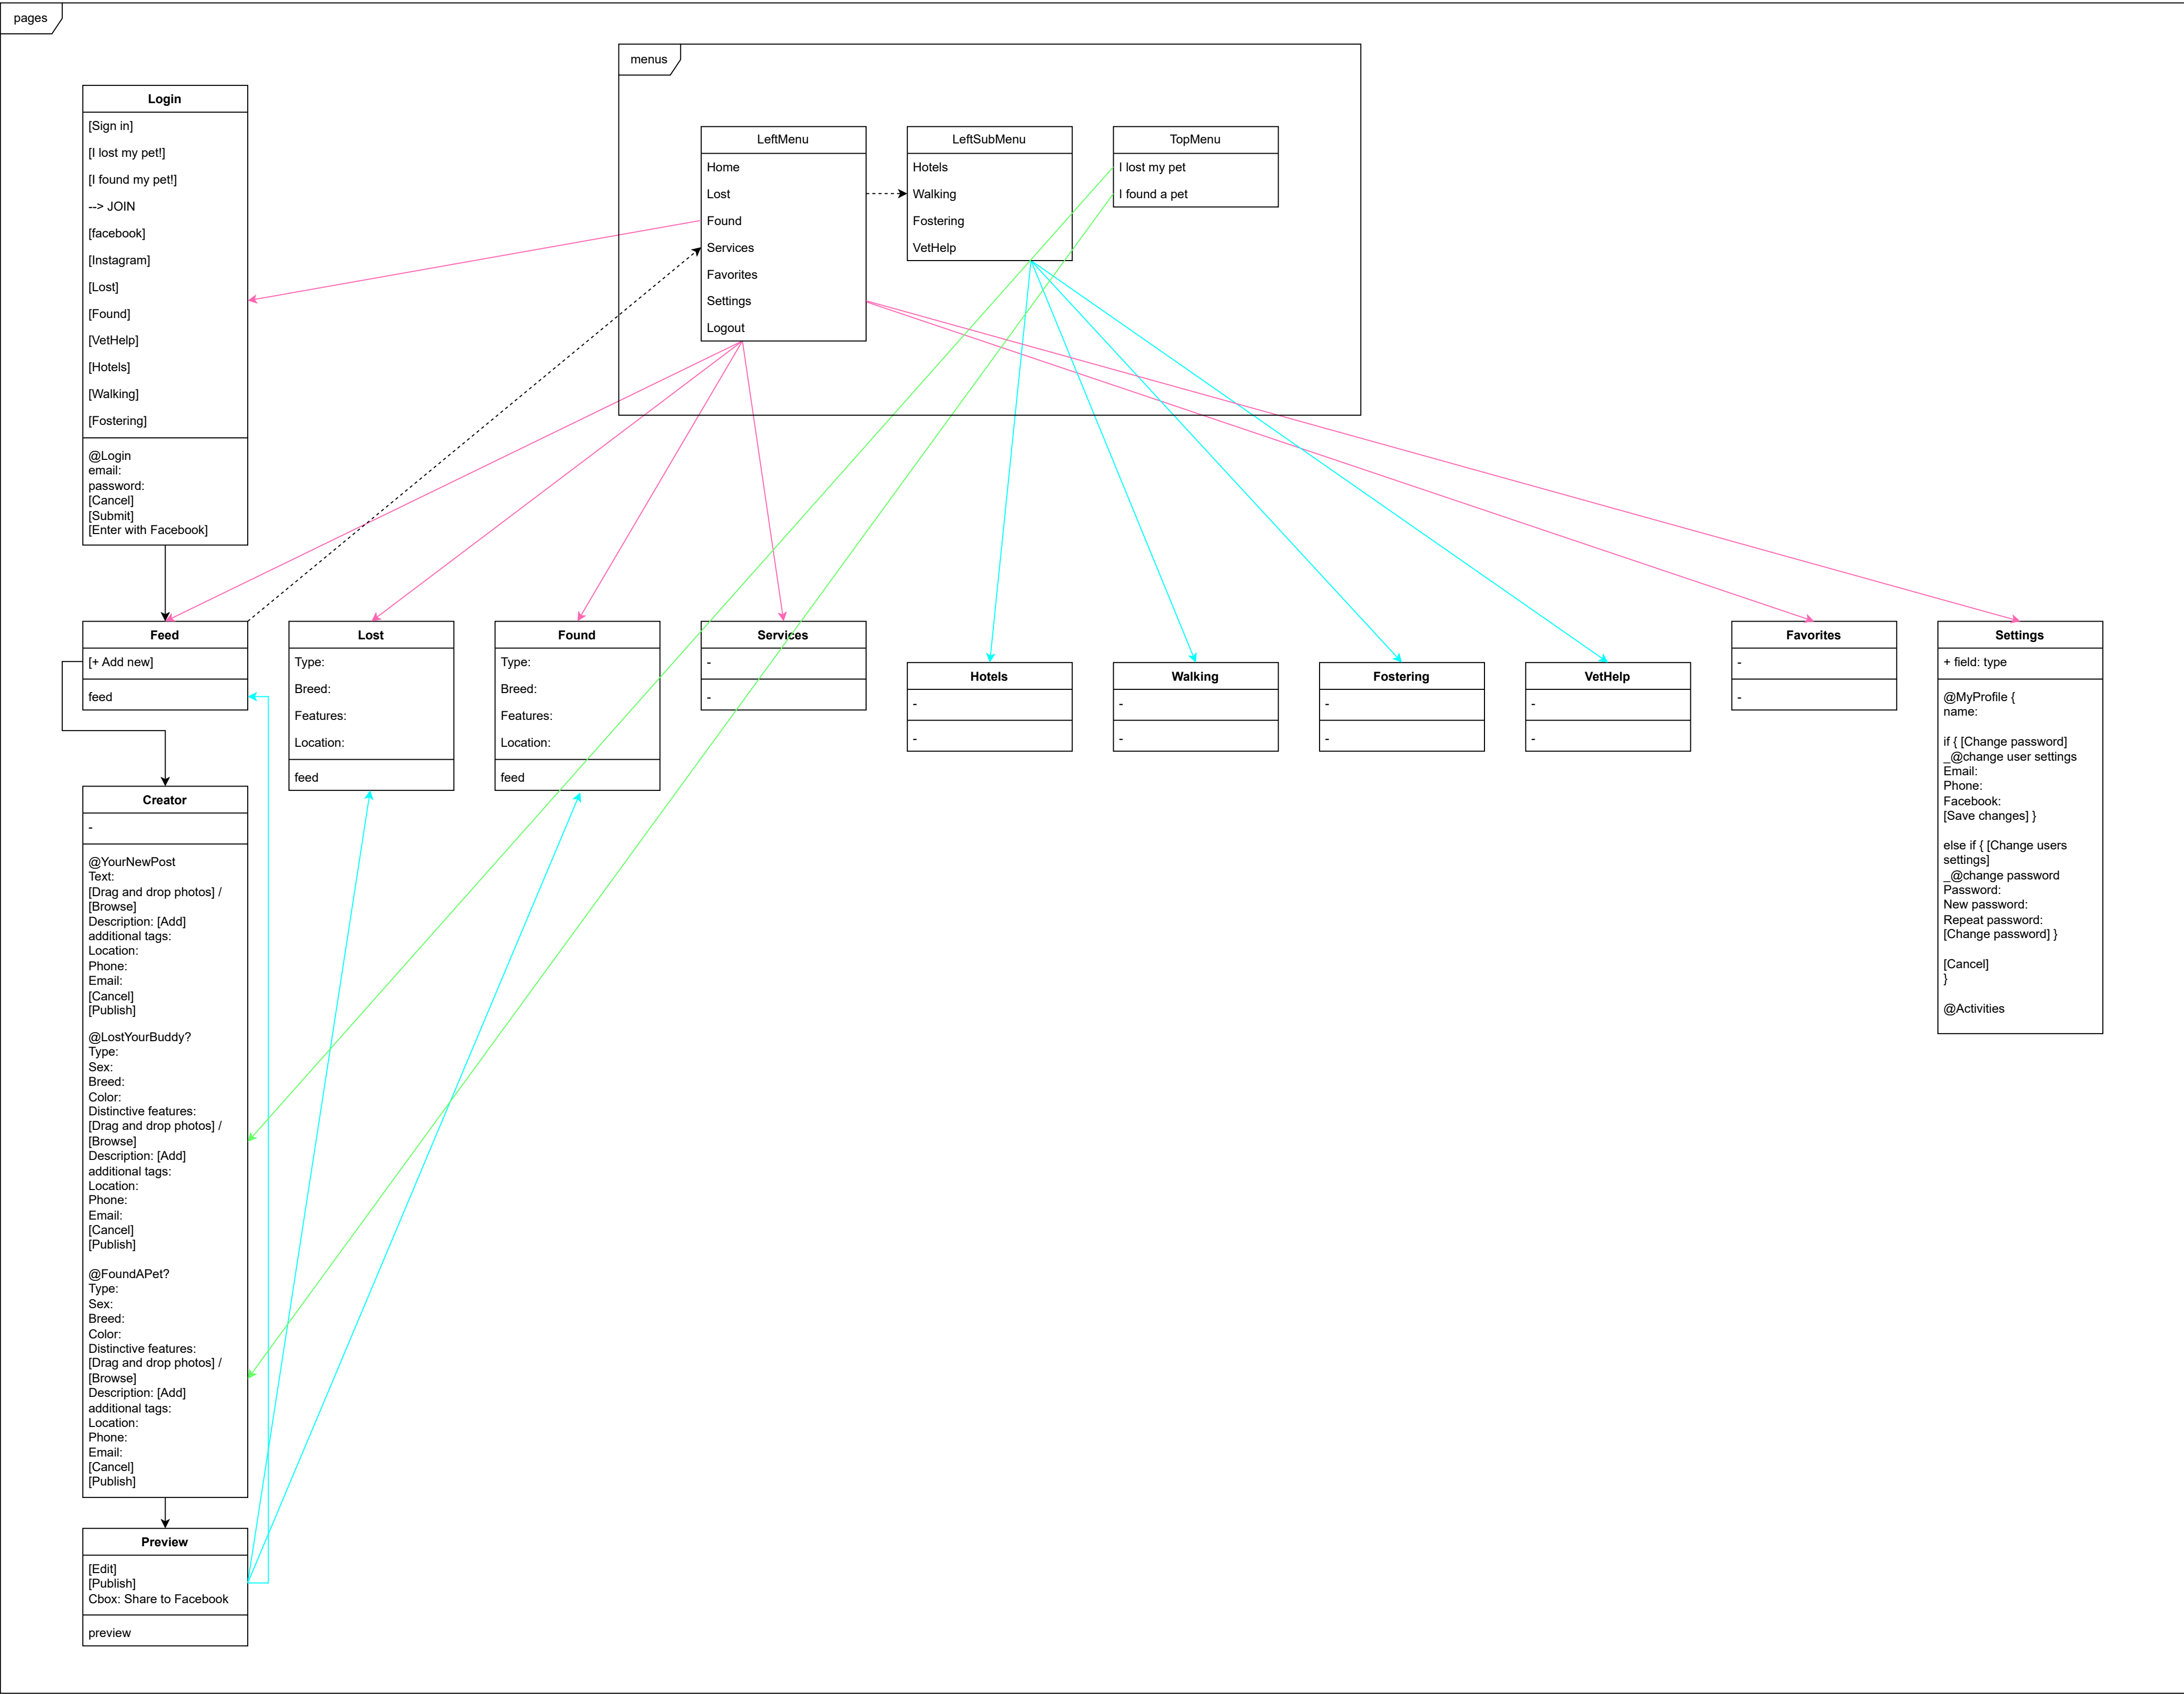 pages
menus
Login
[Sign in]
[I lost my pet!]
[I found my pet!]
--> JOIN
[facebook]
[Instagram]
[Lost]
[Found]
[VetHelp]
[Hotels]
[Walking]
[Fostering]
@Login
email:
password:
[Cancel]
[Submit]
[Enter with Facebook]
LeftMenu
Home
Lost
Found
Services
Favorites
Settings
Logout
LeftSubMenu
Hotels
Walking
Fostering
VetHelp
TopMenu
I lost my pet
I found a pet
Feed
[+ Add new]
feed
Lost
Type:
Breed:
Features:
Location:
feed
Found
Type:
Breed:
Features:
Location:
feed
Services
-
-
Hotels
-
-
Walking
-
-
Fostering
-
-
VetHelp
-
-
Favorites
-
-
Settings
+ field: type
@MyProfile {
name:
if { [Change password]
_@change user settings
Email:
Phone:
Facebook:
[Save changes] }
else if { [Change users
settings]
_@change password
Password:
New password:
Repeat password:
[Change password] }
[Cancel]
}
@Activities
Creator
-
@YourNewPost
Text:
[Drag and drop photos] /
[Browse]
Description: [Add]
additional tags:
Location:
Phone:
Email:
[Cancel]
[Publish]
@LostYourBuddy?
Type:
Sex:
Breed:
Color:
Distinctive features:
[Drag and drop photos] /
[Browse]
Description: [Add]
additional tags:
Location:
Phone:
Email:
[Cancel]
[Publish]
@FoundAPet?
Type:
Sex:
Breed:
Color:
Distinctive features:
[Drag and drop photos] /
[Browse]
Description: [Add]
additional tags:
Location:
Phone:
Email:
[Cancel]
[Publish]
Preview
[Edit]
[Publish]
Cbox: Share to Facebook
preview